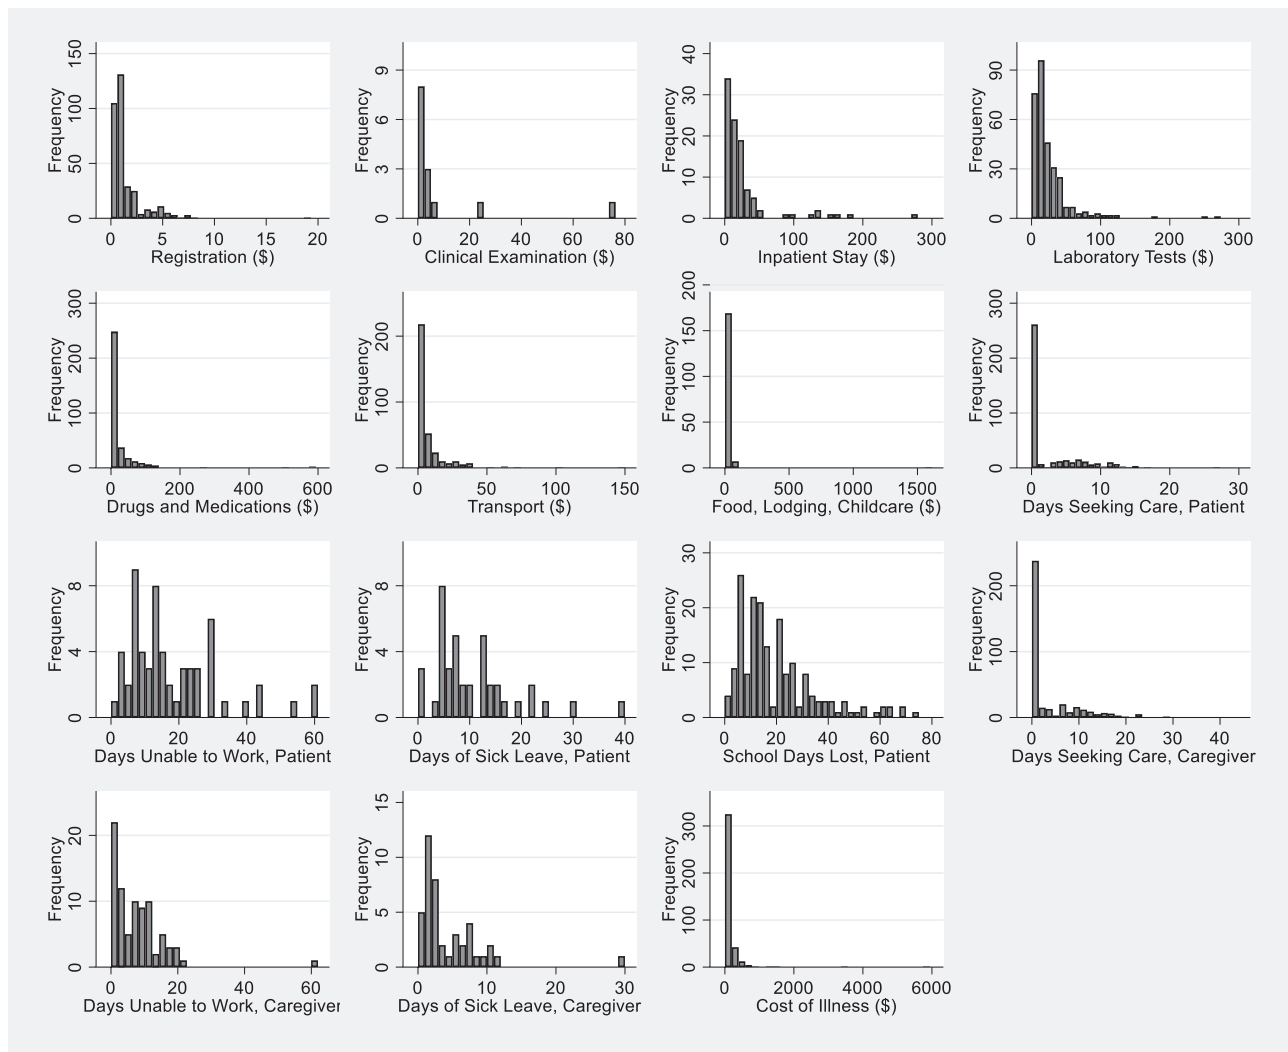 Frequency
0 50 100 150
0 5 10 15 20
Registration ($)
Frequency
0 3 6 9
0 20 40 60 80
Clinical Examination ($)
Frequency
0 10 20 30 40
0 100 200 300
Inpatient Stay ($)
Frequency
0 30 60 90
0 100 200 300
Laboratory Tests ($)
Frequency
0 100 200 300
0 200 400 600
Drugs and Medications ($)
Frequency
0 100 200
0 50 100 150
Transport ($)
Frequency
0 50 100 150 200
0 500 1000 1500
Food, Lodging, Childcare ($)
Frequency
0 100 200 300
0 10 20 30
Days Seeking Care, Patient
Frequency
0 4 8
0 20 40 60
Days Unable to Work, Patient
Frequency
0 4 8
0 10 20 30 40
Days of Sick Leave, Patient
Frequency
0 10 20 30
0 20 40 60 80
School Days Lost, Patient
Frequency
0 100 200
0 10 20 30 40
Days Seeking Care, Caregiver
Frequency
0 10 20
0 20 40 60
Days Unable to Work, Caregiver
Frequency
0 5 10 15
0 10 20 30
Days of Sick Leave, Caregiver
Frequency
0 100 200 300
0 2000 4000 6000
Cost of Illness ($)